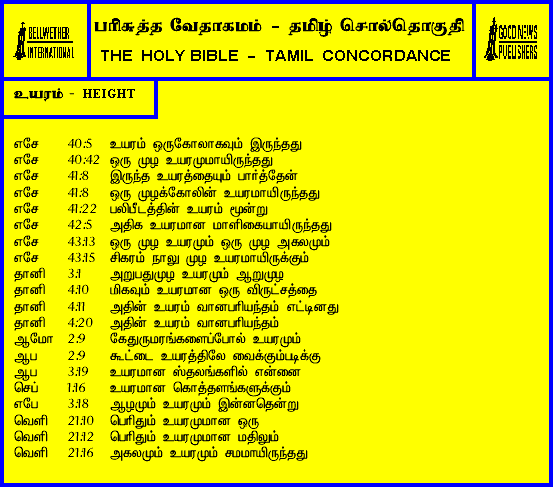 BELLWETHER
INTERNATIONAL
பரிசுத்த வேதாகமம் - தமிழ் சொல்தொகுதி
THE HOLY BIBLE - TAMIL CONCORDANCE
GOOD NEWS
PUBLISHERS
உயரம் - HEIGHT
எசே 40:5 உயரம் ஒருகோலாகவும் இருந்தது
எசே 40:42 ஒரு முழ உயரமுமாயிருந்தது
எசே 41:8 இருந்த உயரத்தையும் பார்த்தேன்
எசே 41:8 ஒரு முழக்கோலின் உயரமாயிருந்தது
எசே 41:22 பலிபீடத்தின் உயரம் மூன்று
எசே 42:5 அதிக உயரமான மாளிகையாயிருந்தது
எசே 43:13 ஒரு முழ உயரமும் ஒரு முழ அகலமும்
எசே 43:15 சிகரம் நாலு முழ உயரமாயிருக்கும்
தானி 3:1 அறுபதுமுழ உயரமும் ஆறுமுழ
தானி 4:10 மிகவும் உயரமான ஒரு விருட்சத்தை
தானி 4:11 அதின் உயரம் வானபரியந்தம் எட்டினது
தானி 4:20 அதின் உயரம் வானபரியந்தம்
ஆமோ 2:9 கேதுருமரங்களைப்போல் உயரமும்
ஆப 2:9 கூட்டை உயரத்திலே வைக்கும்படிக்கு
ஆப 3:19 உயரமான ஸ்தலங்களில் என்னை
செப் 1:16 உயரமான கொத்தளங்களுக்கும்
எபே 3:18 ஆழமும் உயரமும் இன்னதென்று
வெளி 21:10 பெரிதும் உயரமுமான ஒரு
வெளி 21:12 பெரிதும் உயரமுமான மதிலும்
வெளி 21:16 அகலமும் உயரமும் சமமாயிருந்தது